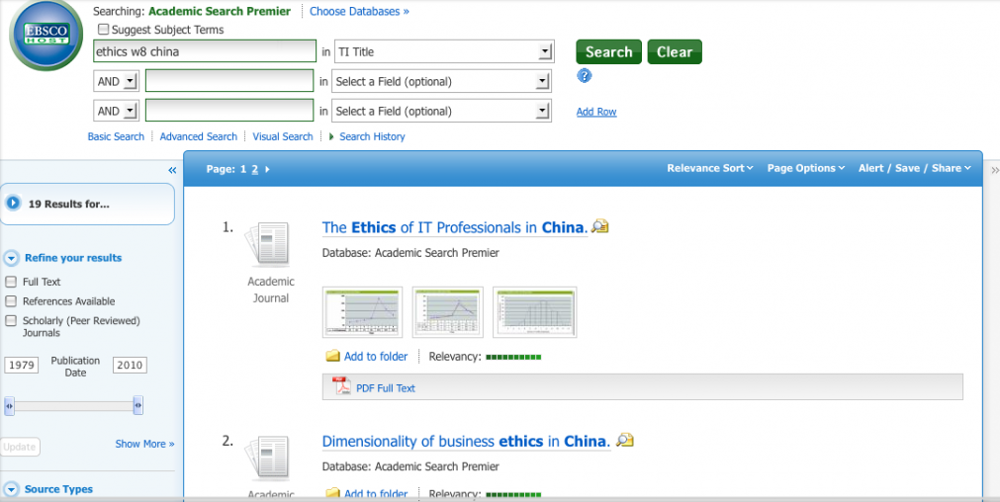 Searching: Academic Search Premier Choose Databases »
EBSCO
HOST
Suggest Subject Terms
ethics w8 china in TI Title Search Clear
AND in Select a Field (optional)
AND in Select a Field (optional) Add Row
Basic Search Advanced Search Visual Search Search History
«
Page: 1 2 Relevance Sort Page Options Alert / Save / Share
»
19 Results for...
Refine your results
Full Text
References Available
Scholarly (Peer Reviewed)
Journals
1979 Publication Date 2010
Update
Show More »
Source Types
1. The Ethics of IT Professionals in China.
Database: Academic Search Premier
Academic
Journal
Add to folder Relevancy:
PDF Full Text
2. Dimensionality of business ethics in China.
Database: Academic Search Premier
Academic
Add to folder Relevancy: